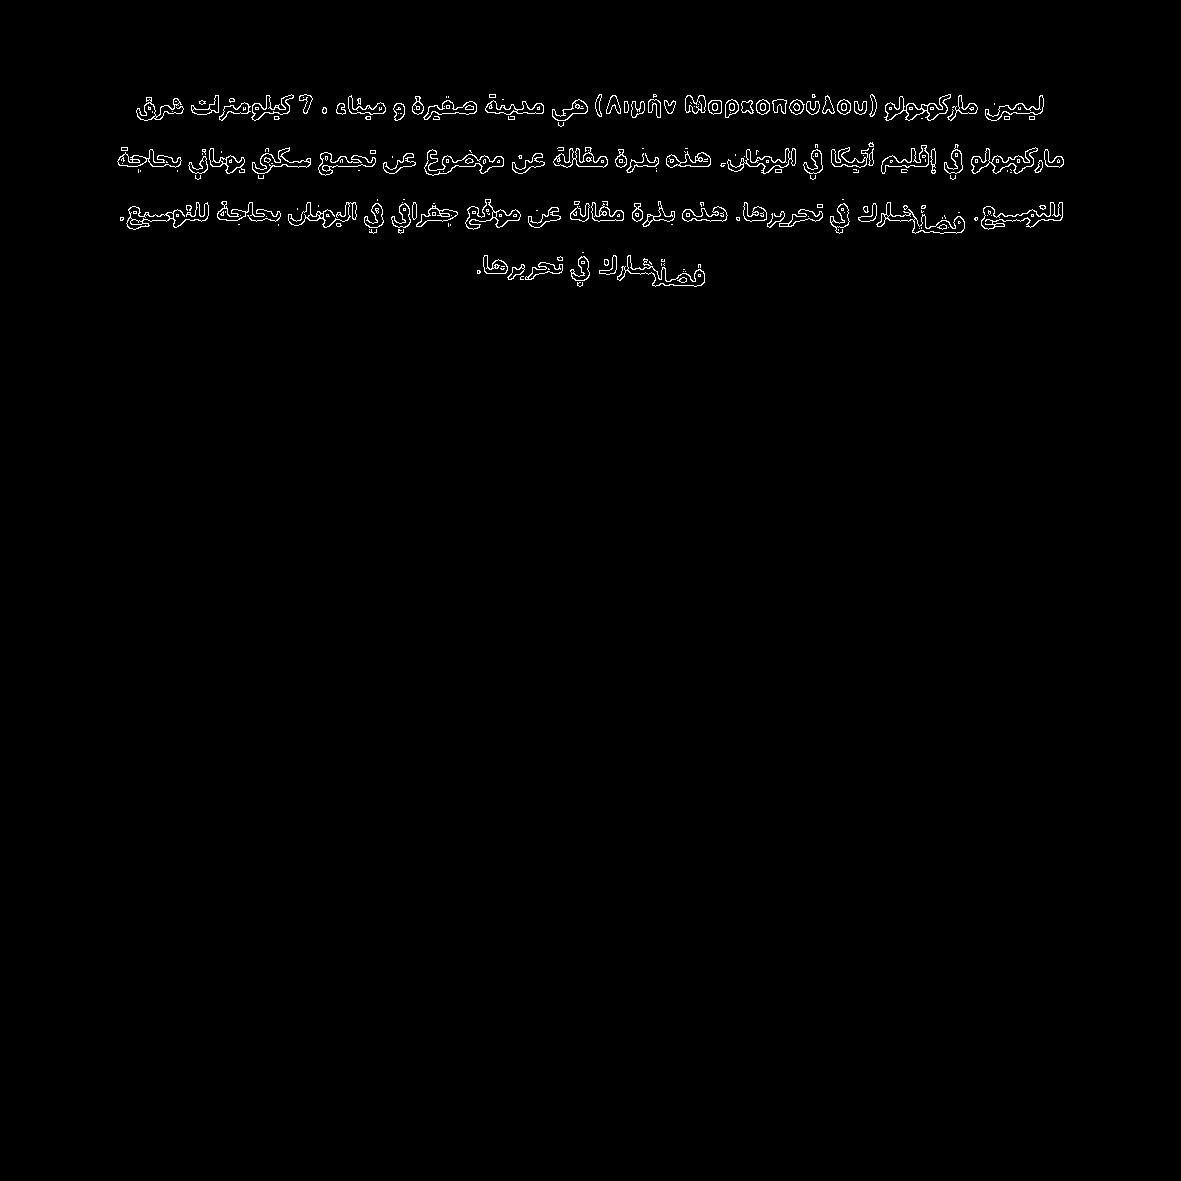 ليمين ماركوبولو (Λιμήν Μαρκοπούλου) هي مدينة صغيرة و ميناء . 7 كيلومترات شرق
ماركوبولو في إقليم أتيكا في اليونان. هذه بذرة مقالة عن موضوع عن تجمع سكني يوناني بحاجة
للتوسيع. فضلًا شارك في تحريرها. هذه بذرة مقالة عن موقع جغرافي في اليونان بحاجة للتوسيع.
فضلًا شارك في تحريرها.